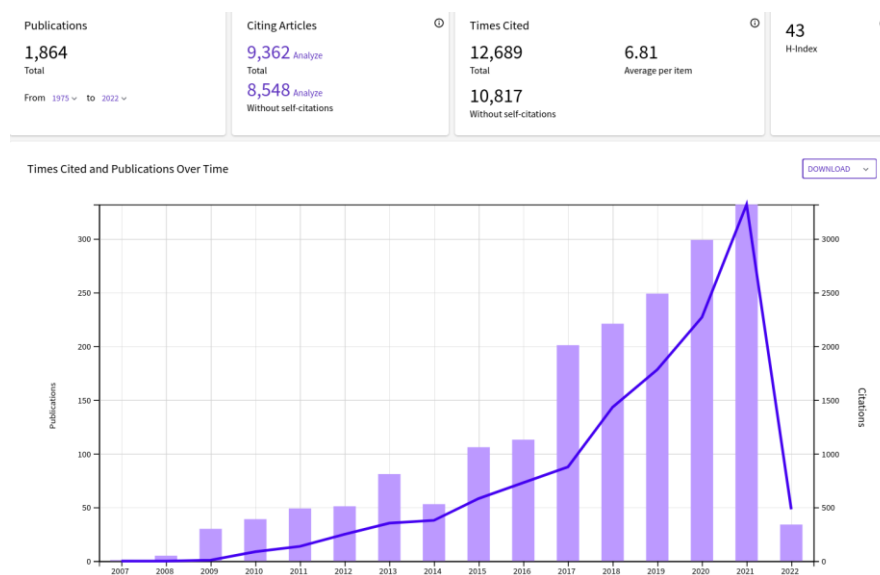 Publications
1,864
Total
From 1975 to 2022
Citing Articles
9,362 Analyze
Total
8,548 Analyze
Without self-citations
Times Cited
12,689
Total
10,817
Without self-citations
6.81
Average per item
43
H-Index
Times Cited and Publications Over Time
DOWNLOAD
Publications
300
250
200
150
100
50
0
3000
2500
2000
1500
1000
500
0
Citations
2007 2008 2009 2010 2011 2012 2013 2014 2015 2016 2017 2018 2019 2020 2021 2022